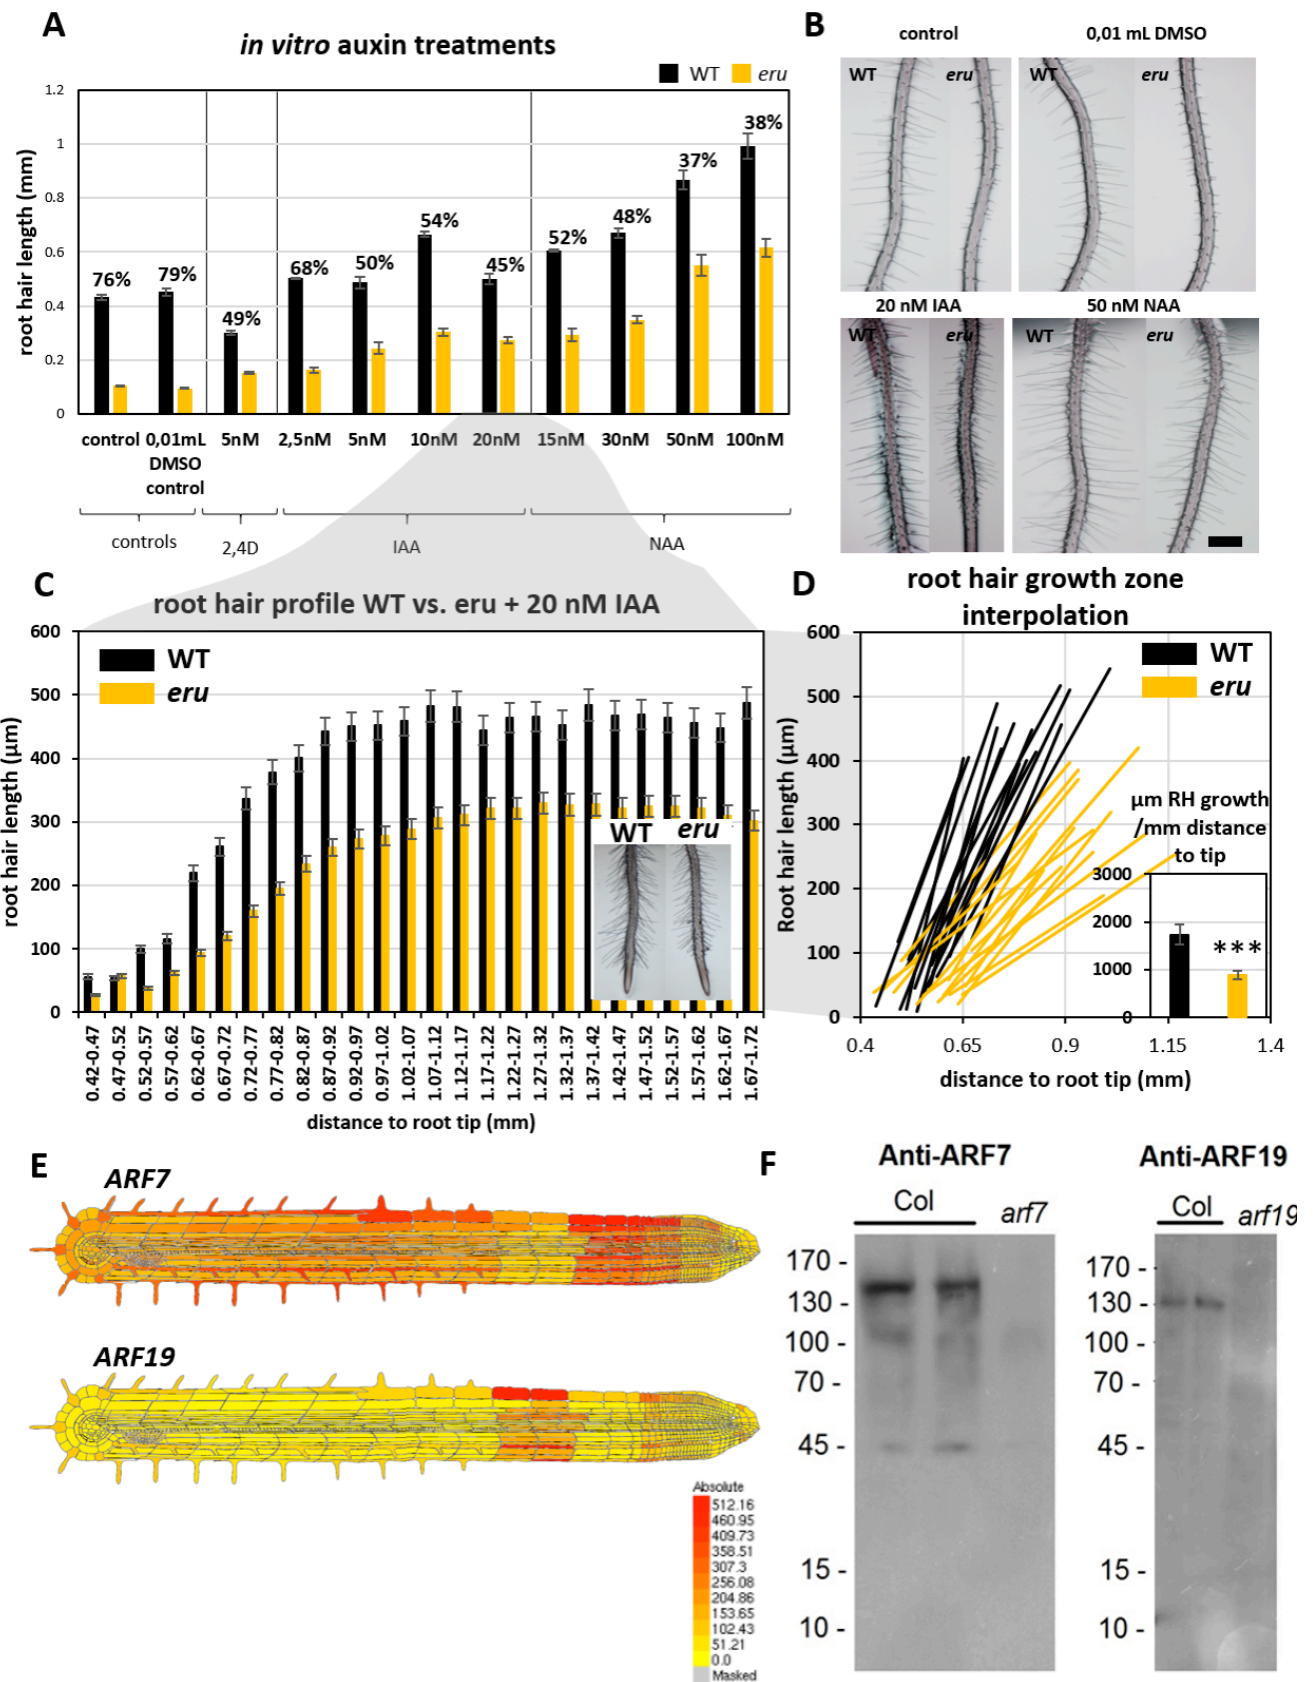 A
in vitro auxin treatments
WT eru
root hair length (mm)
1.2
1
0.8
0.6
0.4
0.2
0
76%
79%
49%
68%
50%
54%
45%
52%
48%
37%
38%
control 0,01mL 5nM 2,5nM 5nM 10nM 20nM 15nM 30nM 50nM 100nM
DMSO
control
controls 2,4D IAA NAA
B
control 0,01 mL DMSO
WT eru WT eru
20 nM IAA 50 nM NAA
WT eru WT eru
C
root hair profile WT vs. eru + 20 nM IAA
WT
eru
root hair length (µm)
600
500
400
300
200
100
0
WT eru
0.42-0.47
0.47-0.52
0.52-0.57
0.57-0.62
0.62-0.67
0.67-0.72
0.72-0.77
0.77-0.82
0.82-0.87
0.87-0.92
0.92-0.97
0.97-1.02
1.02-1.07
1.07-1.12
1.12-1.17
1.17-1.22
1.22-1.27
1.27-1.32
1.32-1.37
1.37-1.42
1.42-1.47
1.47-1.52
1.52-1.57
1.57-1.62
1.62-1.67
1.67-1.72
distance to root tip (mm)
D
root hair growth zone
interpolation
WT
eru
Root hair length (µm)
600
500
400
300
200
100
0
0.4 0.65 0.9 1.15 1.4
distance to root tip (mm)
µm RH growth
/mm distance
to tip
3000
2000
1000
0
***
E
ARF7
ARF19
Absolute
512.16
460.95
409.73
358.51
307.3
256.08
204.86
153.65
102.43
51.21
0.0
Masked
F
Anti-ARF7
Col arf7
170 -
130 -
100 -
70 -
45 -
15 -
10 -
Anti-ARF19
Col arf19
170 -
130 -
100 -
70 -
45 -
15 -
10 -